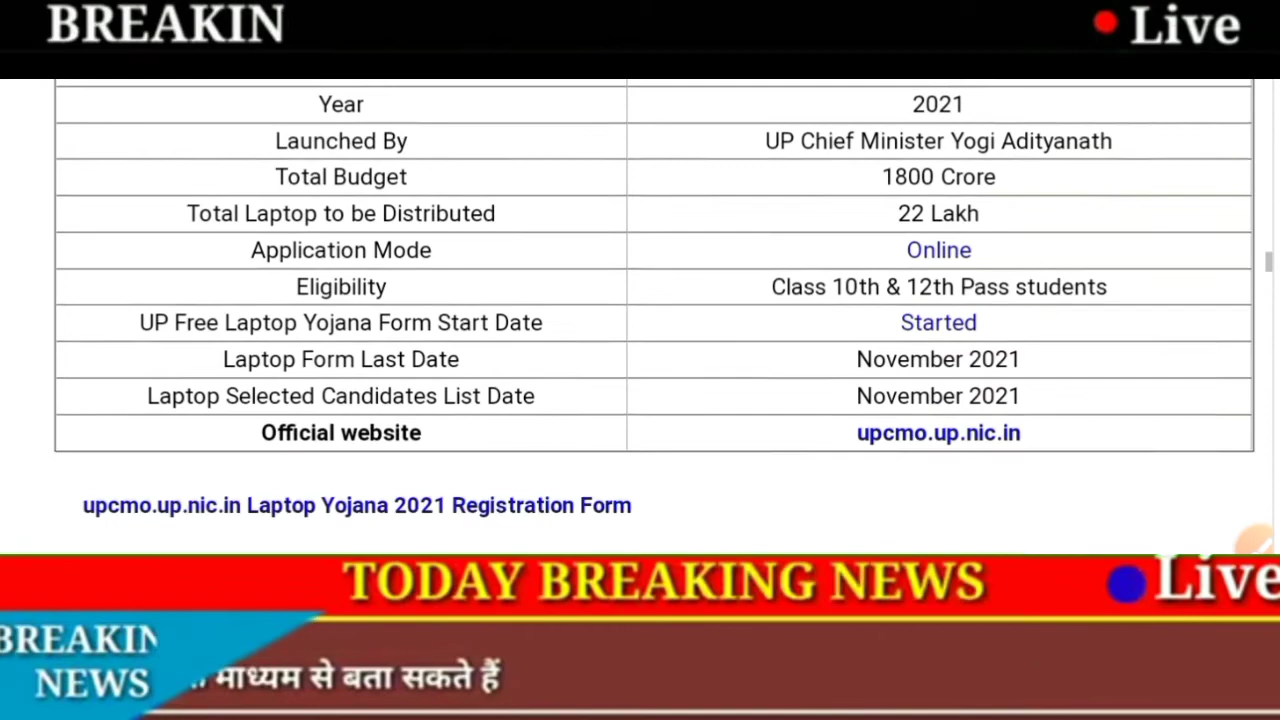 BREAKIN
Live
Year 2021
Launched By UP Chief Minister Yogi Adityanath
Total Budget 1800 Crore
Total Laptop to be Distributed 22 Lakh
Application Mode Online
Eligibility Class 10th & 12th Pass students
UP Free Laptop Yojana Form Start Date Started
Laptop Form Last Date November 2021
Laptop Selected Candidates List Date November 2021
Official website upcmo.up.nic.in
upcmo.up.nic.in Laptop Yojana 2021 Registration Form
TODAY BREAKING NEWS
Live
BREAKIN
NEWS
माध्यम से बता सकते हैं